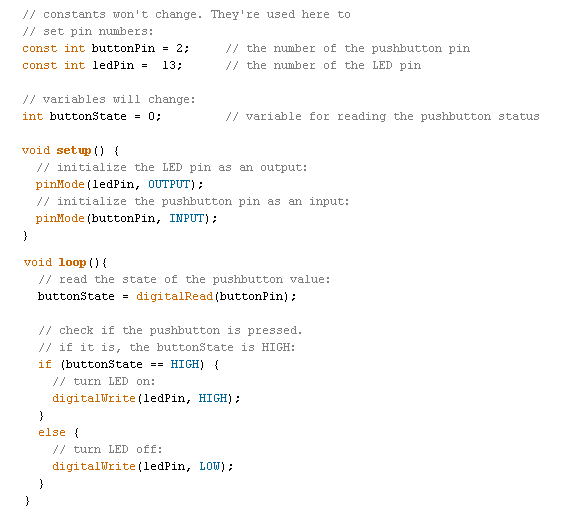 // constants won't change. They're used here to
// set pin numbers:
const int buttonPin = 2;     // the number of the pushbutton pin
const int ledPin =  13;      // the number of the LED pin

// variables will change:
int buttonState = 0;         // variable for reading the pushbutton status

void setup() {
  // initialize the LED pin as an output:
  pinMode(ledPin, OUTPUT);
  // initialize the pushbutton pin as an input:
  pinMode(buttonPin, INPUT);
}
void loop(){
  // read the state of the pushbutton value:
  buttonState = digitalRead(buttonPin);

  // check if the pushbutton is pressed.
  // if it is, the buttonState is HIGH:
  if (buttonState == HIGH) {
    // turn LED on:
    digitalWrite(ledPin, HIGH);
  }
  else {
    // turn LED off:
    digitalWrite(ledPin, LOW);
  }
}